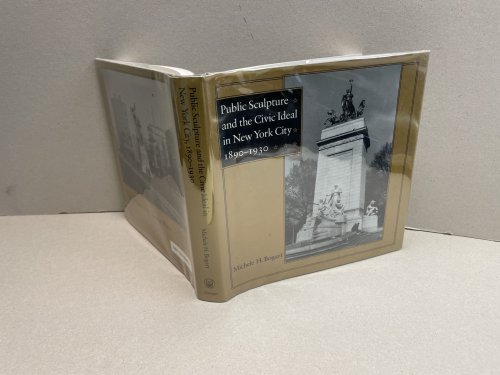 Public Sculpture
and the Civic Ideal
in New York City
1890–1930
Michele H. Bogart
Public Sculpture and the Civic Ideal in
New York City, 1890–1930
Michele H. Bogart